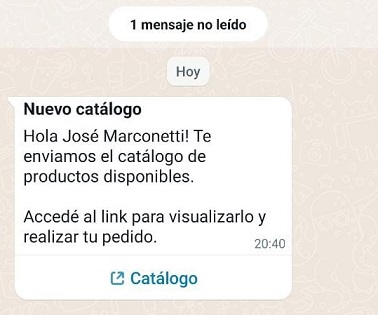 1 mensaje no leído
Hoy
Nuevo catálogo
Hola José Marconetti! Te
enviamos el catálogo de
productos disponibles.
Accedé al link para visualizarlo y
realizar tu pedido.
20:40
Catálogo